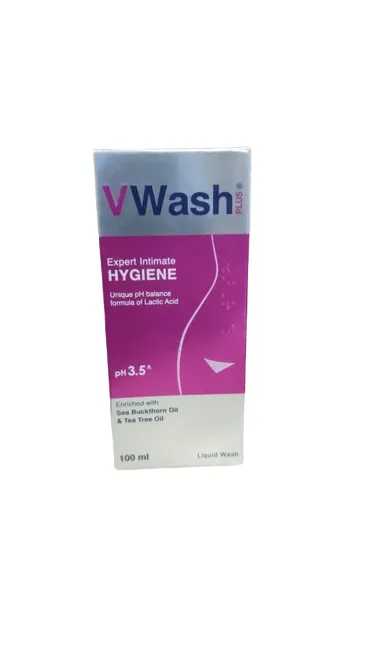 VWash PLUS®
Expert Intimate
HYGIENE
Unique pH balance
formula of Lactic Acid
pH 3.5^
Enriched with
Sea Buckthorn Oil
& Tea Tree Oil
100 ml
Liquid Wash